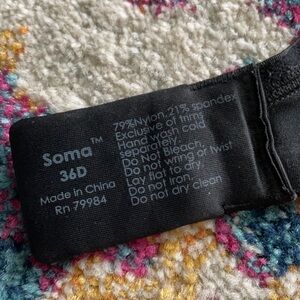 Soma™
36D
Made in China
Rn 79984
79%Nylon, 21% spandex
Exclusive of trims
Hand wash cold
separately.
Do Not Bleach.
Do not wring or twist
Lay flat to dry.
Do not Iron.
Do not dry clean